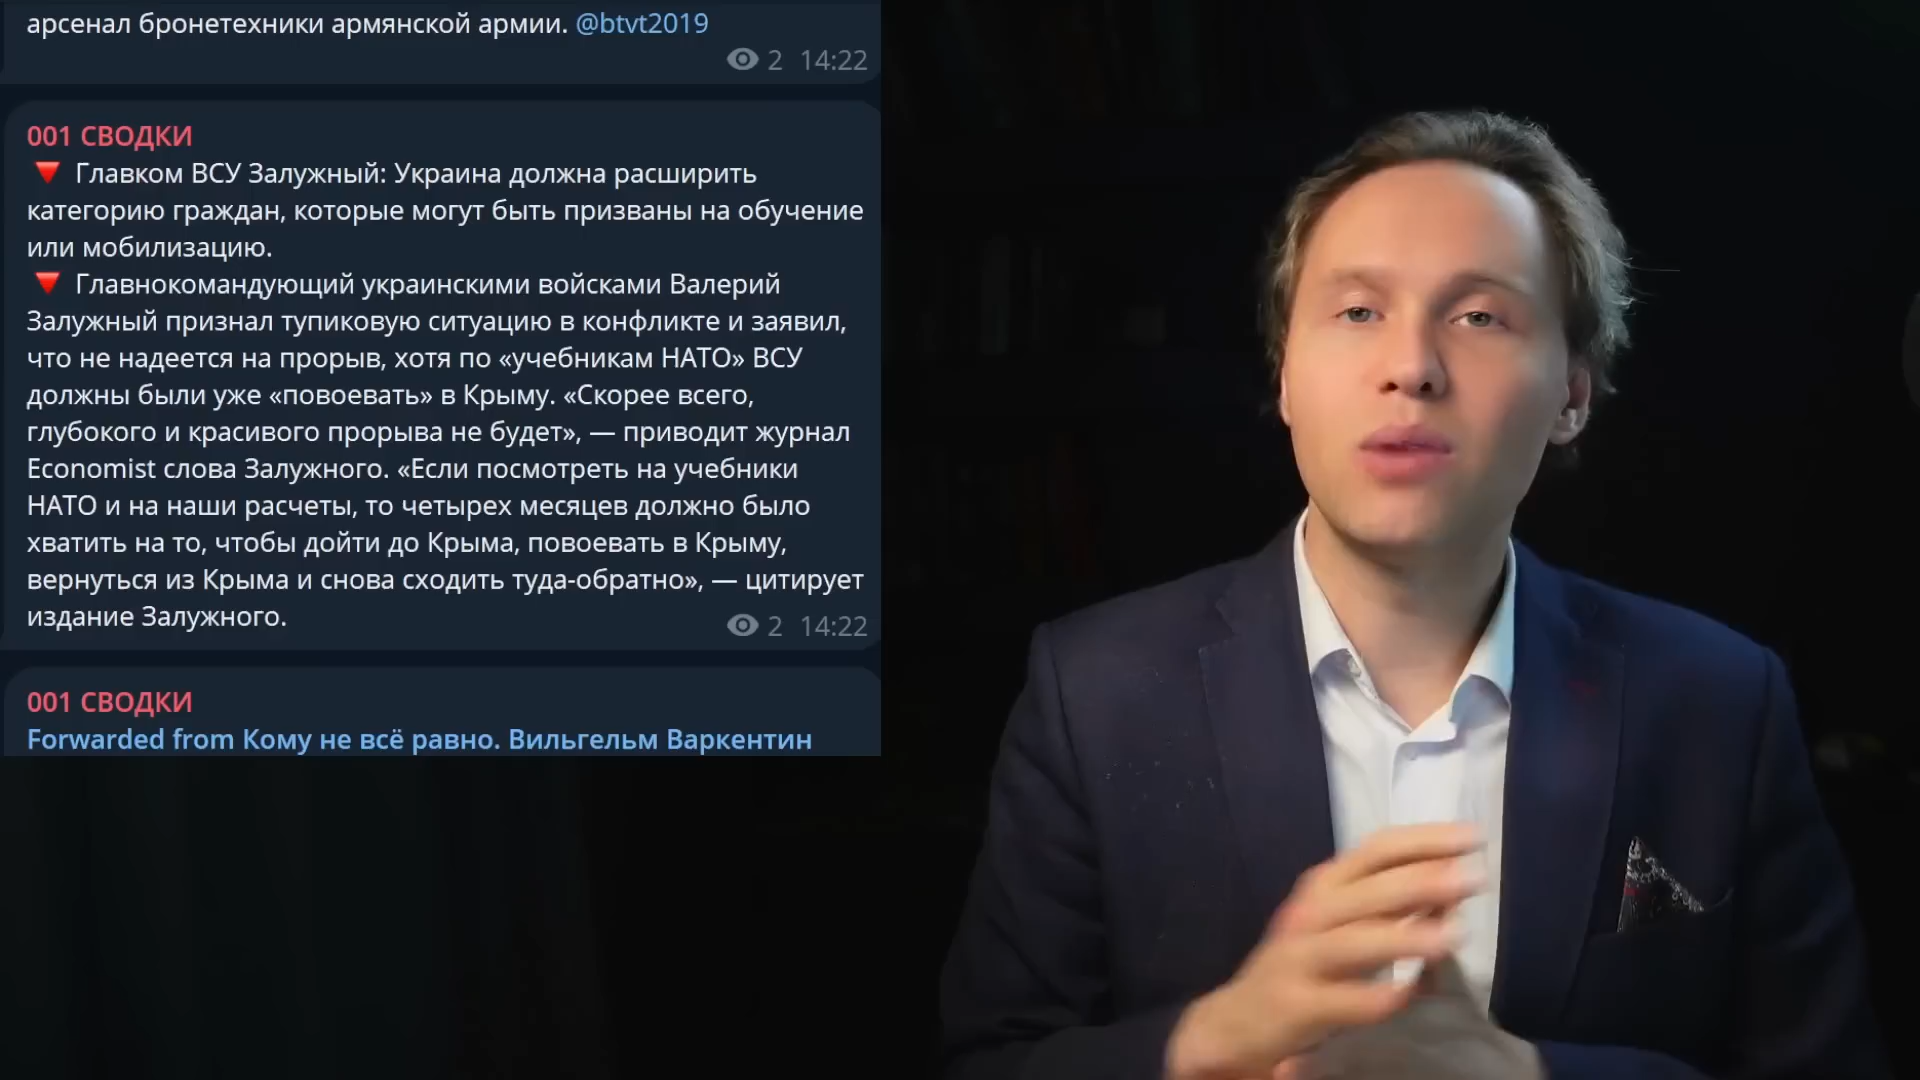 арсенал бронетехники армянской армии. @btvt2019
2 14:22
001 СВОДКИ
🔻 Главком ВСУ Залужный: Украина должна расширить
категорию граждан, которые могут быть призваны на обучение
или мобилизацию.
🔻 Главнокомандующий украинскими войсками Валерий
Залужный признал тупиковую ситуацию в конфликте и заявил,
что не надеется на прорыв, хотя по «учебникам НАТО» ВСУ
должны были уже «повоевать» в Крыму. «Скорее всего,
глубокого и красивого прорыва не будет», — приводит журнал
Economist слова Залужного. «Если посмотреть на учебники
НАТО и на наши расчеты, то четырех месяцев должно было
хватить на то, чтобы дойти до Крыма, повоевать в Крыму,
вернуться из Крыма и снова сходить туда-обратно», — цитирует
издание Залужного.
2 14:22
001 СВОДКИ
Forwarded from Кому не всё равно. Вильгельм Варкентин